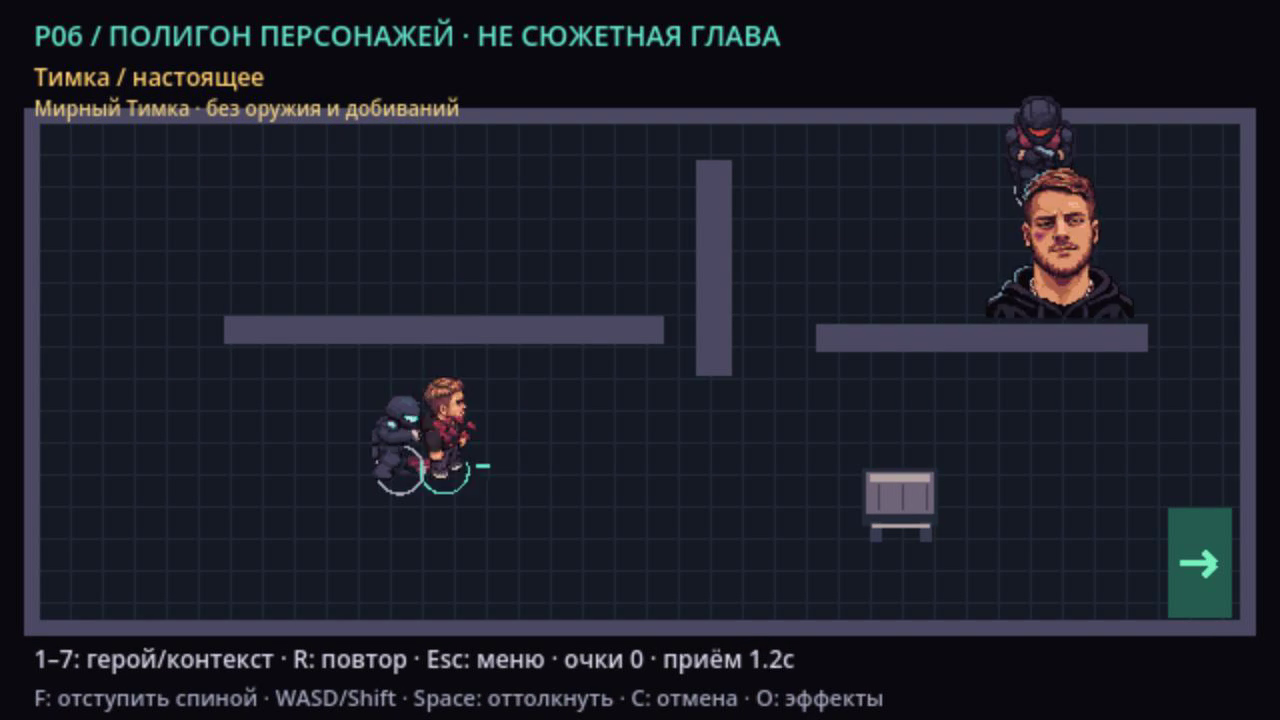 P06 / ПОЛИГОН ПЕРСОНАЖЕЙ · НЕ СЮЖЕТНАЯ ГЛАВА
Тимка / настоящее
Мирный Тимка · без оружия и добиваний
→
1–7: герой/контекст · R: повтор · Esc: меню · очки 0 · приём 1.2с
F: отступить спиной · WASD/Shift · Space: оттолкнуть · C: отмена · O: эффекты